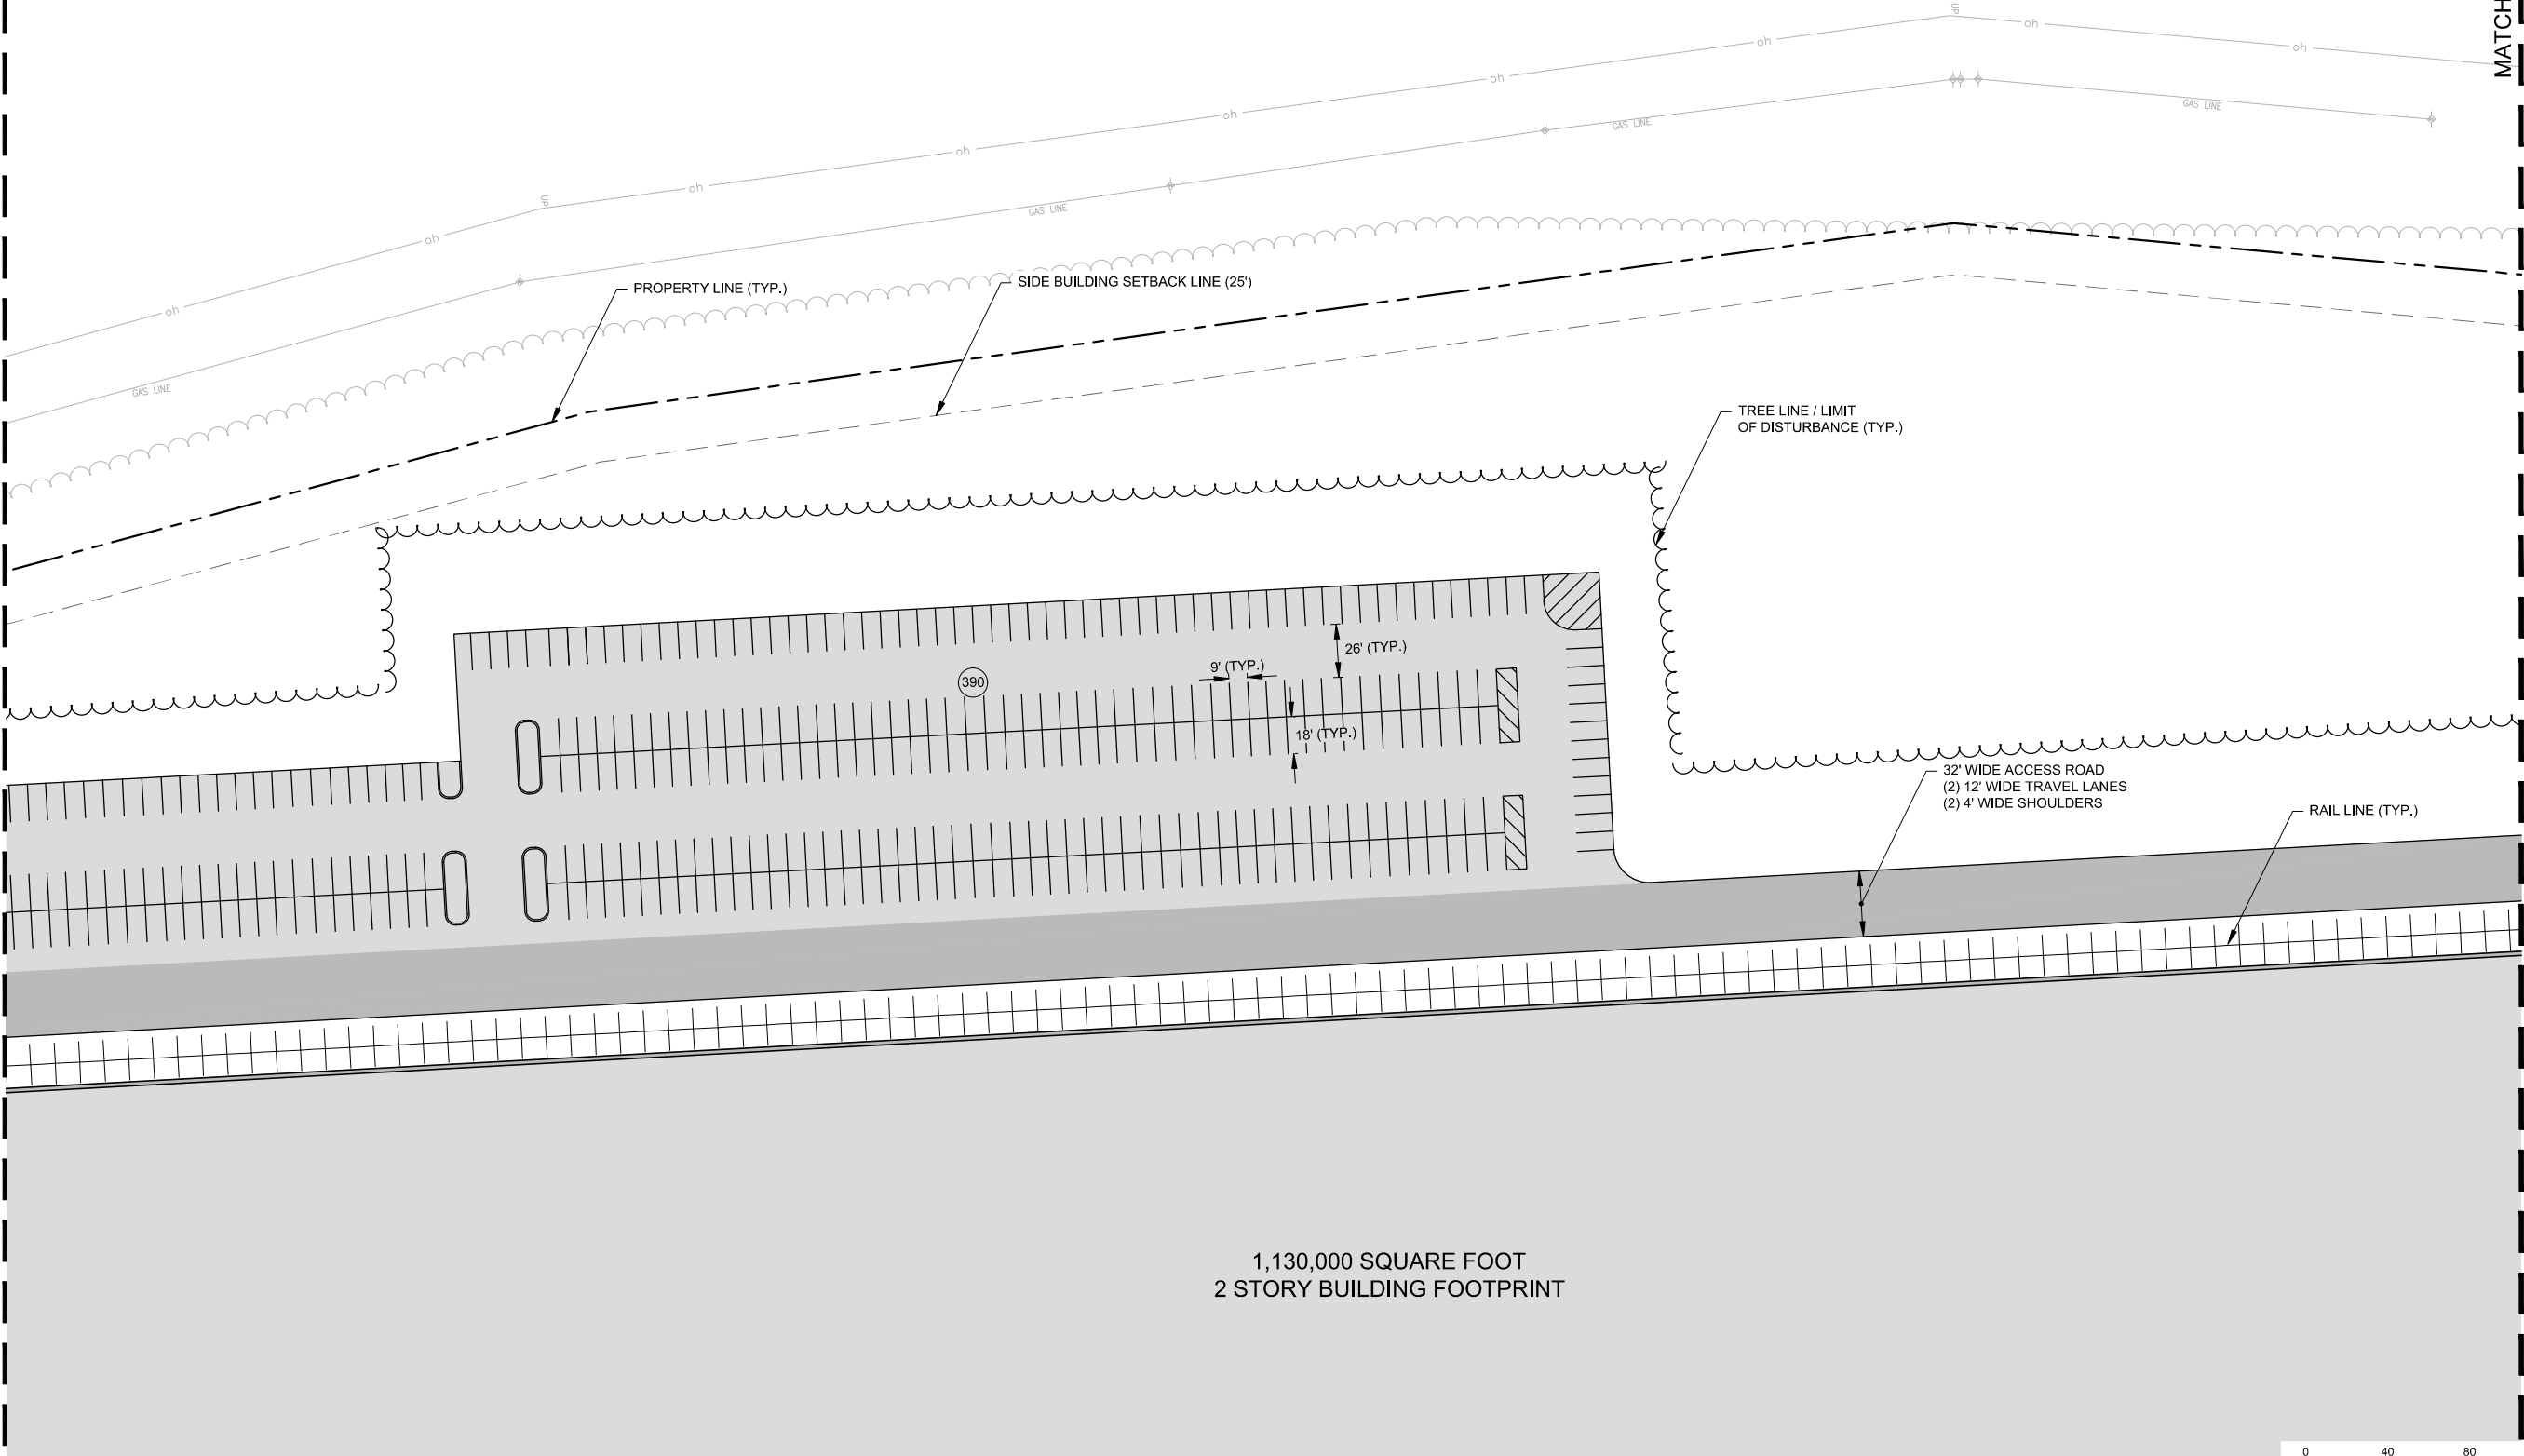 MATCH
UP
oh
oh
oh
oh
oh
oh
GAS LINE
oh
GAS LINE
UP
oh
oh
GAS LINE
PROPERTY LINE (TYP.)
SIDE BUILDING SETBACK LINE (25')
oh
GAS LINE
TREE LINE / LIMIT
OF DISTURBANCE (TYP.)
26' (TYP.)
9' (TYP.)
390
18' (TYP.)
32' WIDE ACCESS ROAD
(2) 12' WIDE TRAVEL LANES
(2) 4' WIDE SHOULDERS
RAIL LINE (TYP.)
1,130,000 SQUARE FOOT
2 STORY BUILDING FOOTPRINT
0 40 80